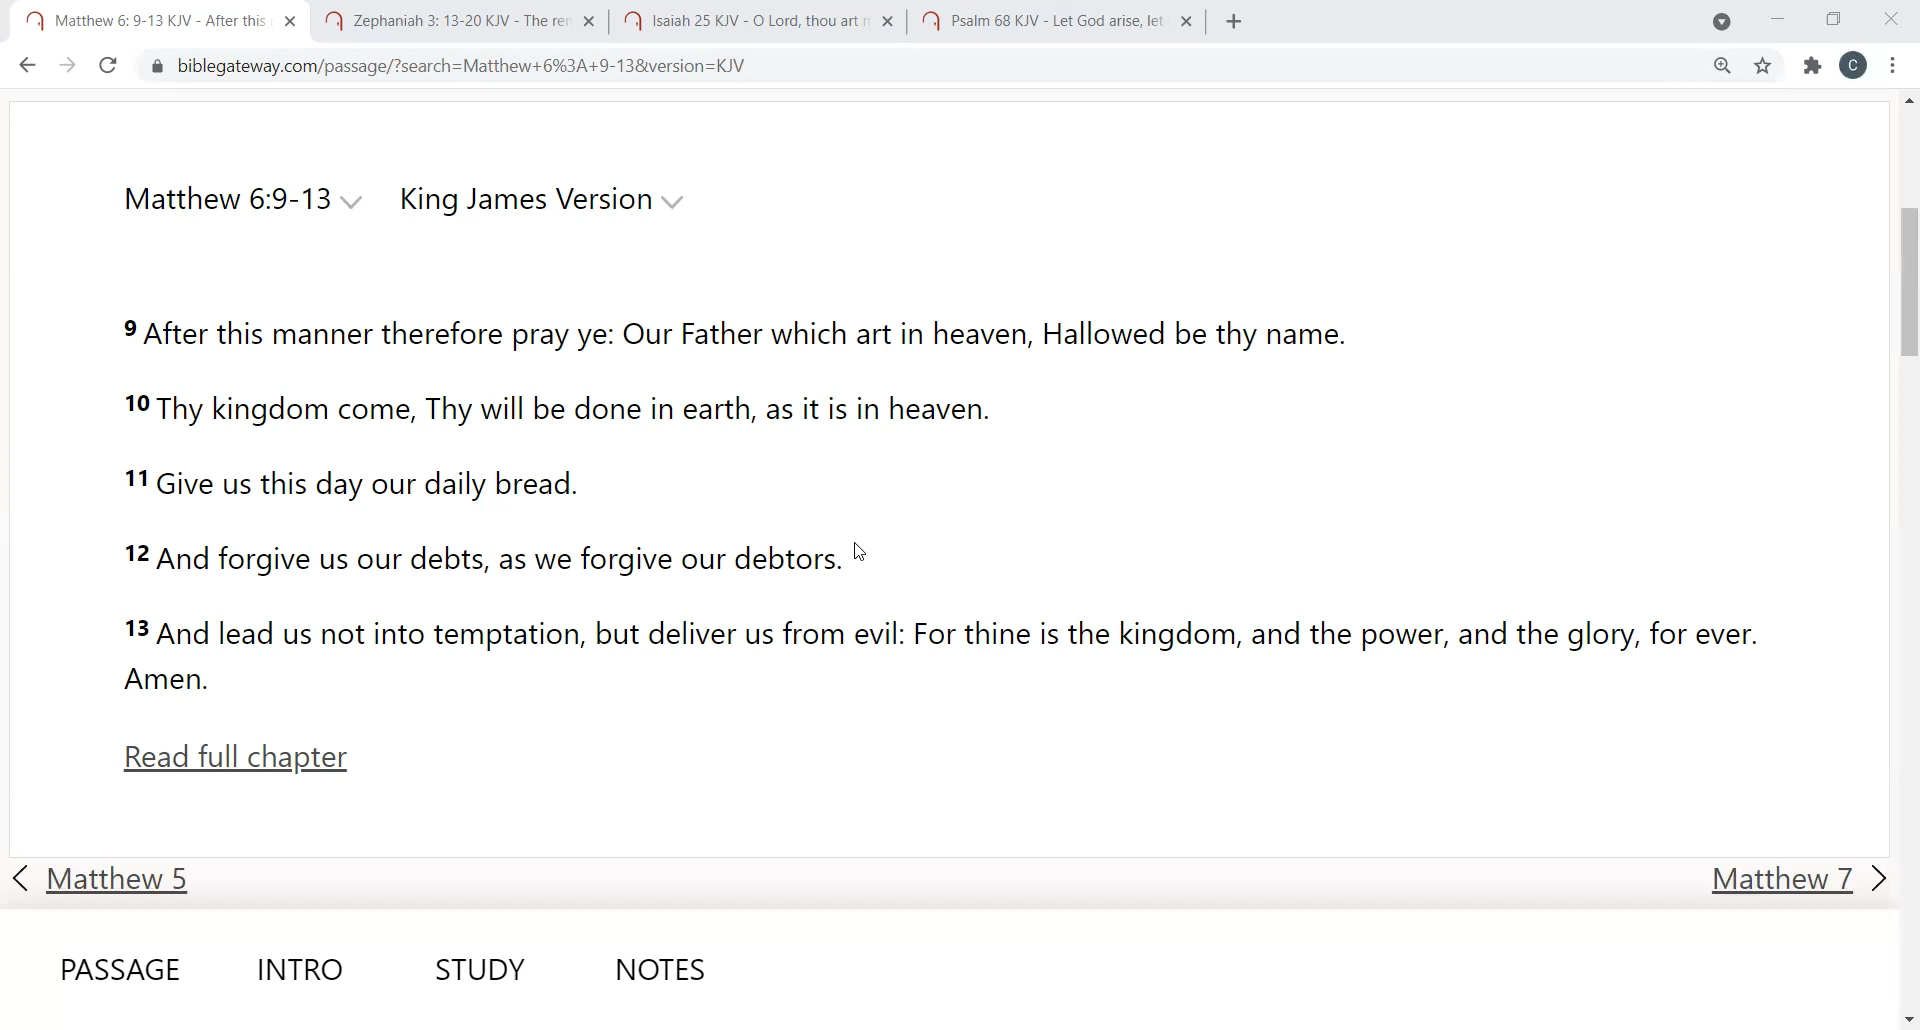 Matthew 6: 9-13 KJV - After this
Zephaniah 3: 13-20 KJV - The re
Isaiah 25 KJV - O Lord, thou art
Psalm 68 KJV - Let God arise, let
biblegateway.com/passage/?search=Matthew+6%3A+9-13&version=KJV
C
Matthew 6:9-13 King James Version
9 After this manner therefore pray ye: Our Father which art in heaven, Hallowed be thy name.
10 Thy kingdom come, Thy will be done in earth, as it is in heaven.
11 Give us this day our daily bread.
12 And forgive us our debts, as we forgive our debtors.
13 And lead us not into temptation, but deliver us from evil: For thine is the kingdom, and the power, and the glory, for ever.
Amen.
Read full chapter
Matthew 5
Matthew 7
PASSAGE INTRO STUDY NOTES